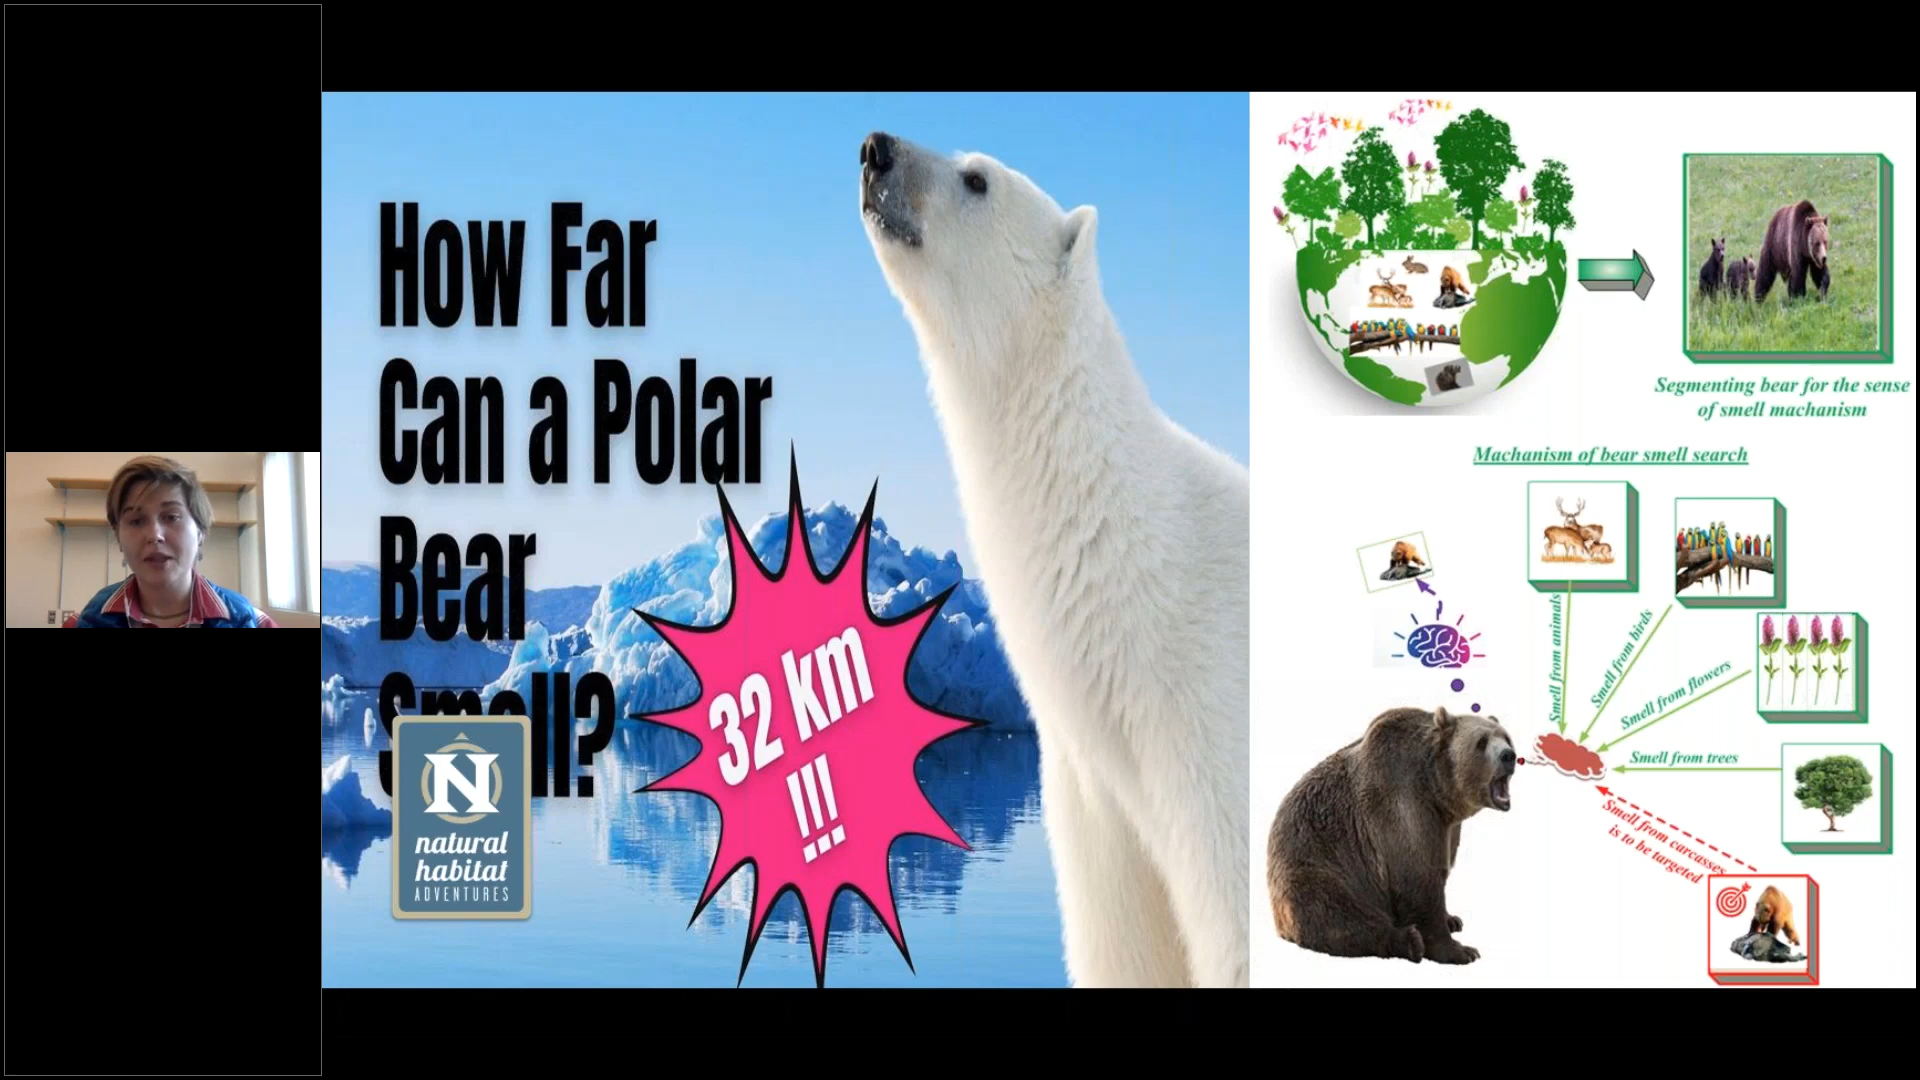 How Far
Can a Polar
Bear
Smell?
32 km
!!!
N
natural
habitat
ADVENTURES
Segmenting bear for the sense
of smell machanism
Machanism of bear smell search
Smell from animals
Smell from birds
Smell from flowers
Smell from trees
Smell from carcasses
is to be targeted